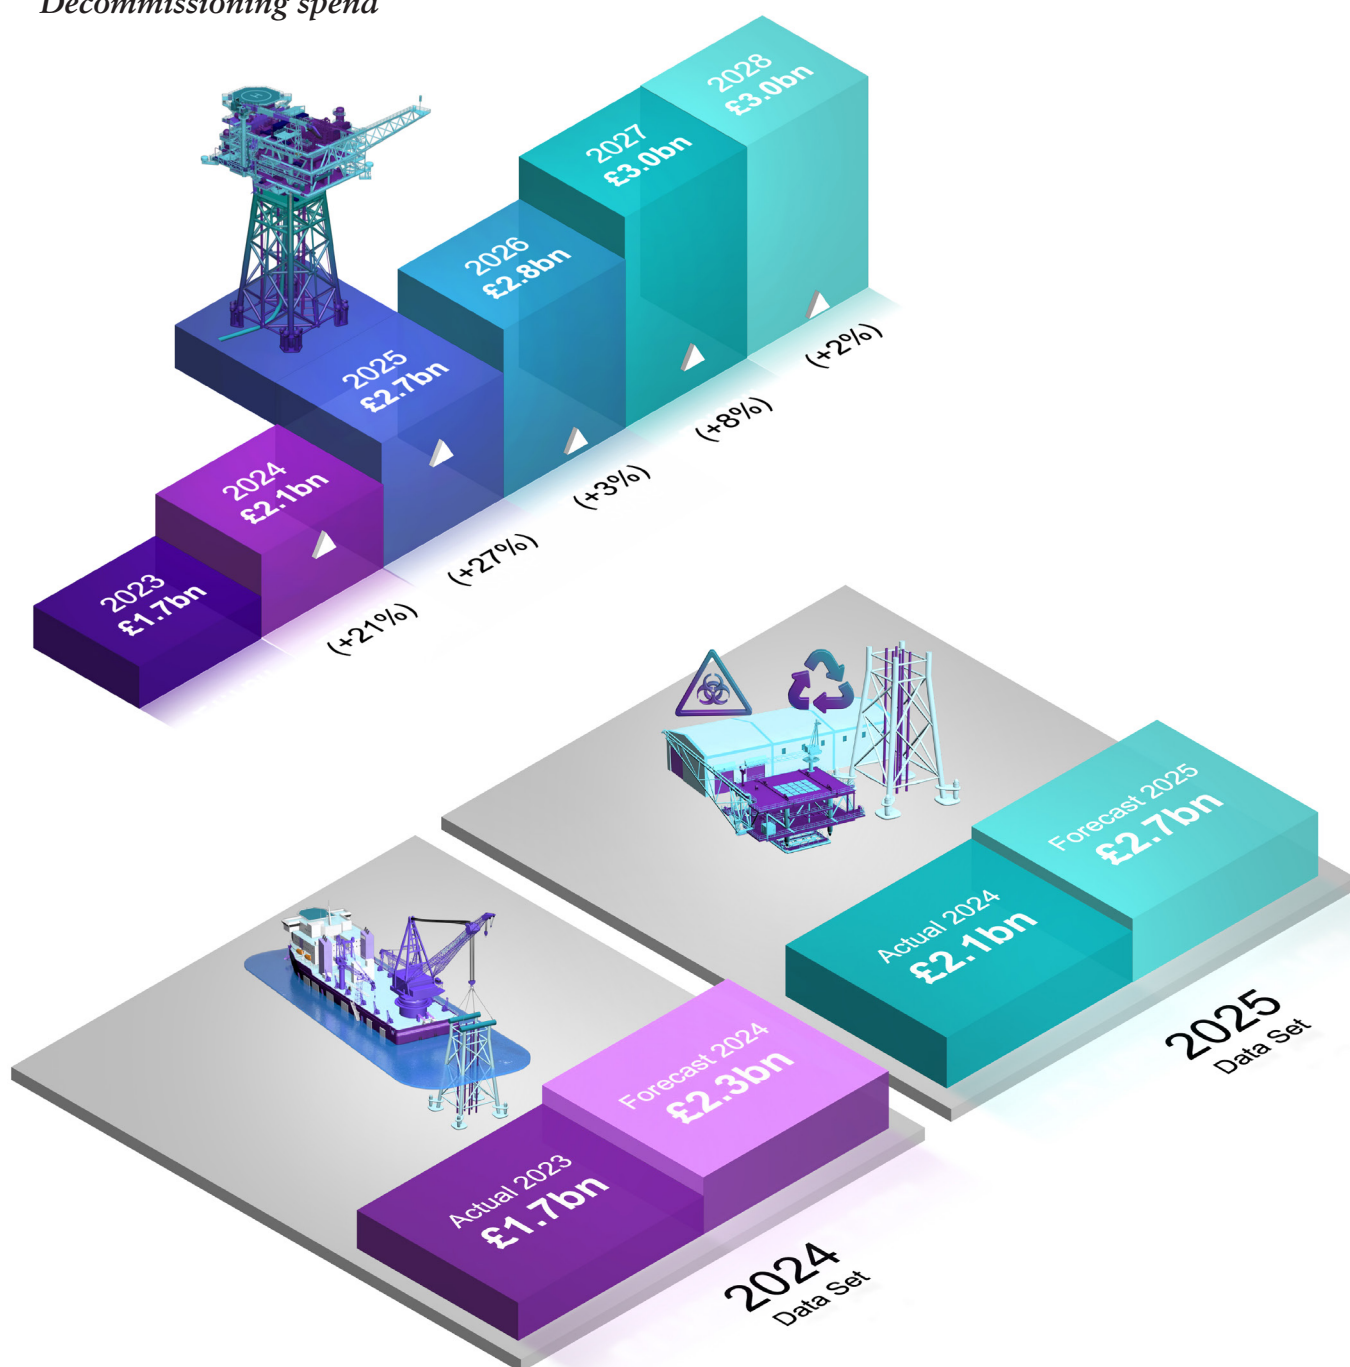 Decommissioning spend
2023
£1.7bn
2024
£2.1bn
(+21%)
2025
£2.7bn
(+27%)
2026
£2.8bn
(+3%)
2027
£3.0bn
(+8%)
2028
£3.0bn
(+2%)
Actual 2024
£2.1bn
Forecast 2025
£2.7bn
2025
Data Set
Actual 2023
£1.7bn
Forecast 2024
£2.3bn
2024
Data Set